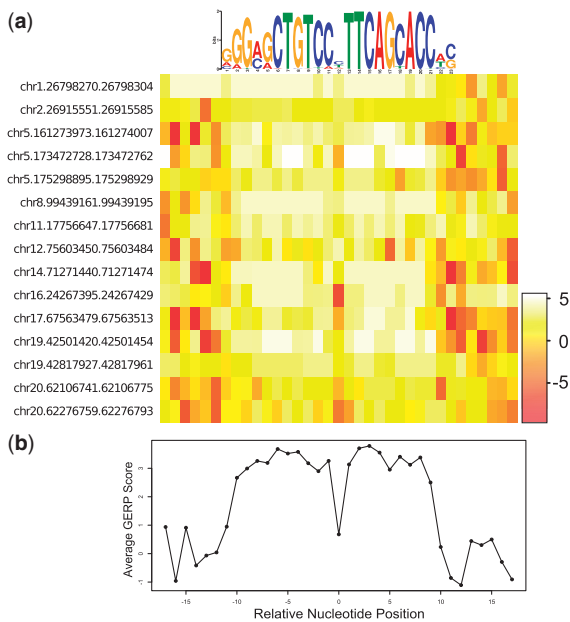 (a)
chr1.26798270.26798304
chr2.26915551.26915585
chr5.161273973.161274007
chr5.173472728.173472762
chr5.175298895.175298929
chr8.99439161.99439195
chr11.17756647.17756681
chr12.75603450.75603484
chr14.71271440.71271474
chr16.24267395.24267429
chr17.67563479.67563513
chr19.42501420.42501454
chr19.42817927.42817961
chr20.62106741.62106775
chr20.62276759.62276793
5
0
-5
(b)
Average GERP Score
3
2
1
0
-1
-15
-10
-5
0
5
10
15
Relative Nucleotide Position